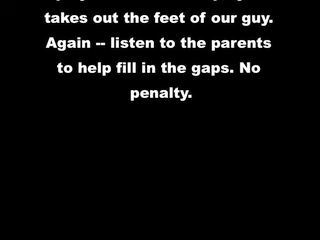 takes out the feet of our guy.
Again -- listen to the parents
to help fill in the gaps. No
penalty.